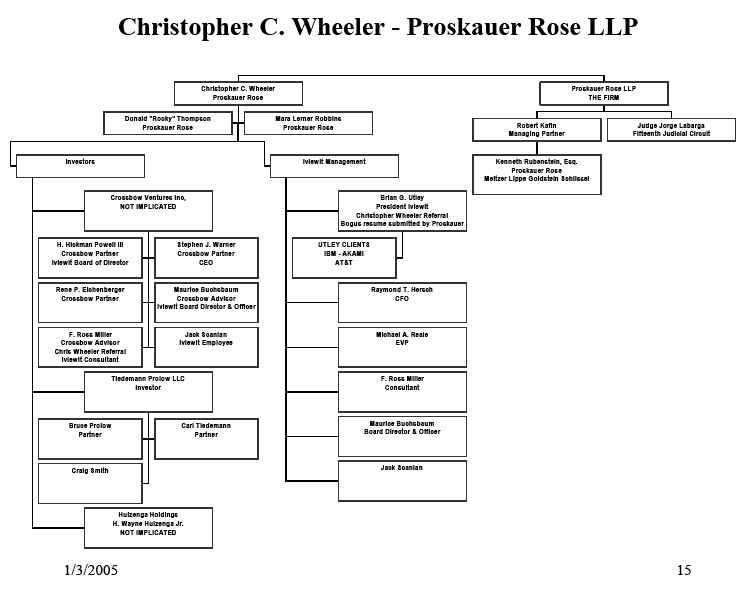 Christopher C. Wheeler - Proskauer Rose LLP
Christopher C. Wheeler
Proskauer Rose
Proskauer Rose LLP
THE FIRM
Donald "Rocky" Thompson
Proskauer Rose
Mara Lerner Robbins
Proskauer Rose
Robert Kafin
Managing Partner
Judge Jorge Labarga
Fifteenth Judicial Circuit
Investors
Iviewit Management
Kenneth Rubenstein, Esq.
Proskauer Rose
Meltzer Lippe Goldstein Schlissel
Crossbow Ventures Inc,
NOT IMPLICATED
Brian G. Utley
President Iviewit
Christopher Wheeler Referral
Bogus resume submitted by Proskauer
H. Hickman Powell III
Crossbow Partner
Iviewit Board of Director
Stephen J. Warner
Crossbow Partner
CEO
UTLEY CLIENTS
IBM - AKAMI
AT&T
Rene P. Eichenberger
Crossbow Partner
Maurice Buchsbaum
Crossbow Advisor
Iviewit Board Director & Officer
Raymond T. Hersch
CFO
F. Ross Miller
Crossbow Advisor
Chris Wheeler Referral
Iviewit Consultant
Jack Scanlan
Iviewit Employee
Michael A. Reale
EVP
Tiedemann Prolow LLC
Investor
F. Ross Miller
Consultant
Bruce Prolow
Partner
Carl Tiedemann
Partner
Maurice Buchsbaum
Board Director & Officer
Craig Smith
Jack Scanlan
Huizenga Holdings
H. Wayne Huizenga Jr.
NOT IMPLICATED
1/3/2005
15